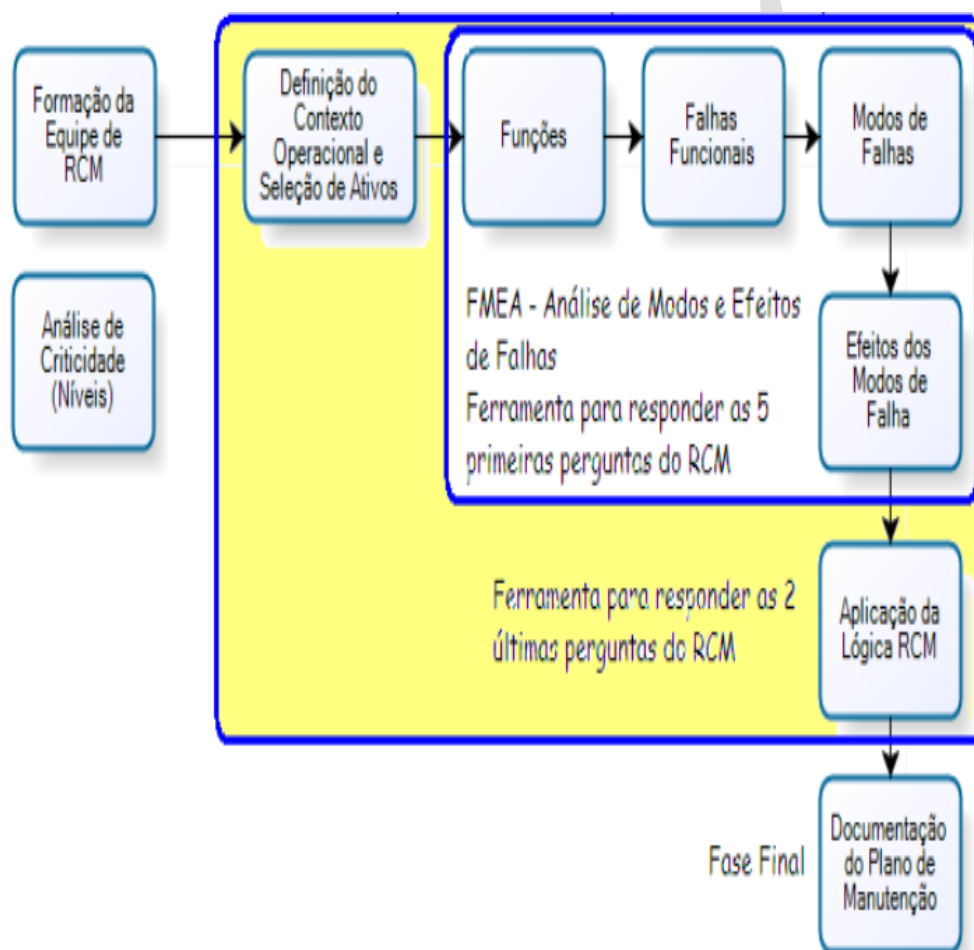 Formação da
Equipe de
RCM
Definição do
Contexto
Operacional e
Seleção de Ativos
Funções
Falhas
Funcionais
Modos de
Falhas
Análise de
Criticidade
(Níveis)
FMEA - Análise de Modos e Efeitos
de Falhas
Ferramenta para responder as 5
primeiras perguntas do RCM
Efeitos dos
Modos de
Falha
Ferramenta para responder as 2
últimas perguntas do RCM
Aplicação da
Lógica RCM
Fase Final
Documentação
do Plano de
Manutenção